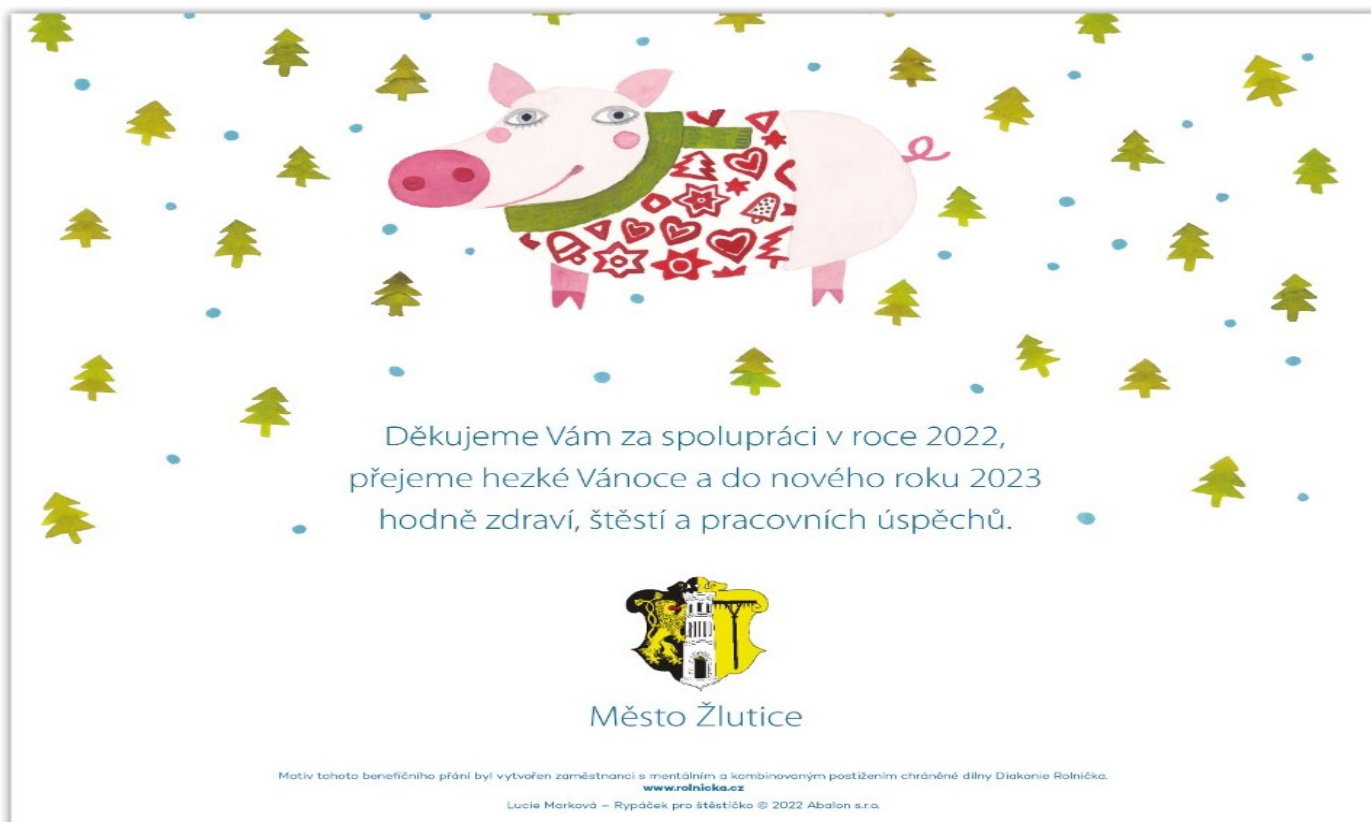 Děkujeme Vám za spolupráci v roce 2022,
přejeme hezké Vánoce a do nového roku 2023
hodně zdraví, štěstí a pracovních úspěchů.
Město Žlutice
Motiv tohoto benefičního přání byl vytvořen zaměstnanci s mentálním a kombinovaným postižením chráněné dílny Diakonie Rolnička.
www.rolnicka.cz
Lucie Marková – Rypáček pro štěstíčko © 2022 Abalon s.r.o.